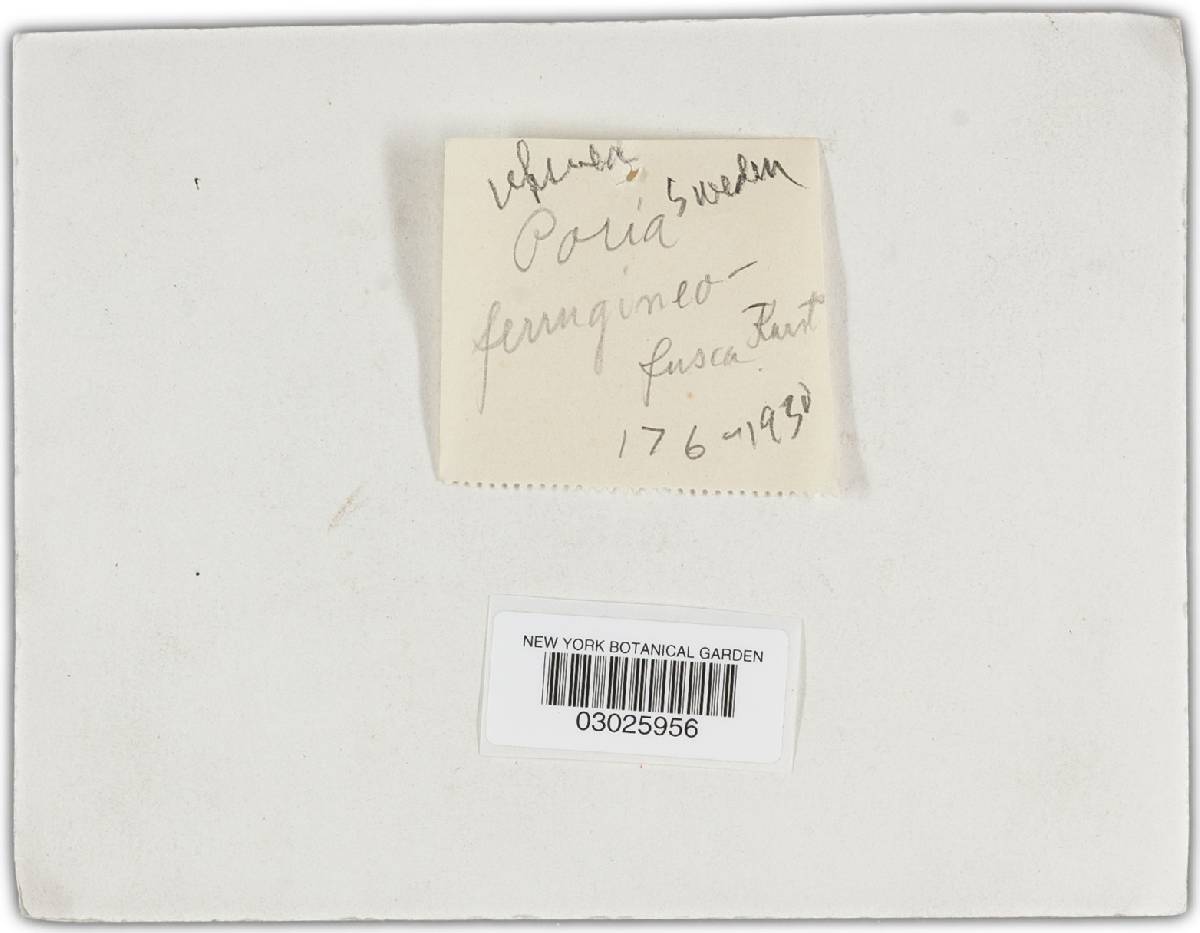 Sweden
Poria
ferrugineo-
fusca Karst
176-1930
NEW YORK BOTANICAL GARDEN
03025956